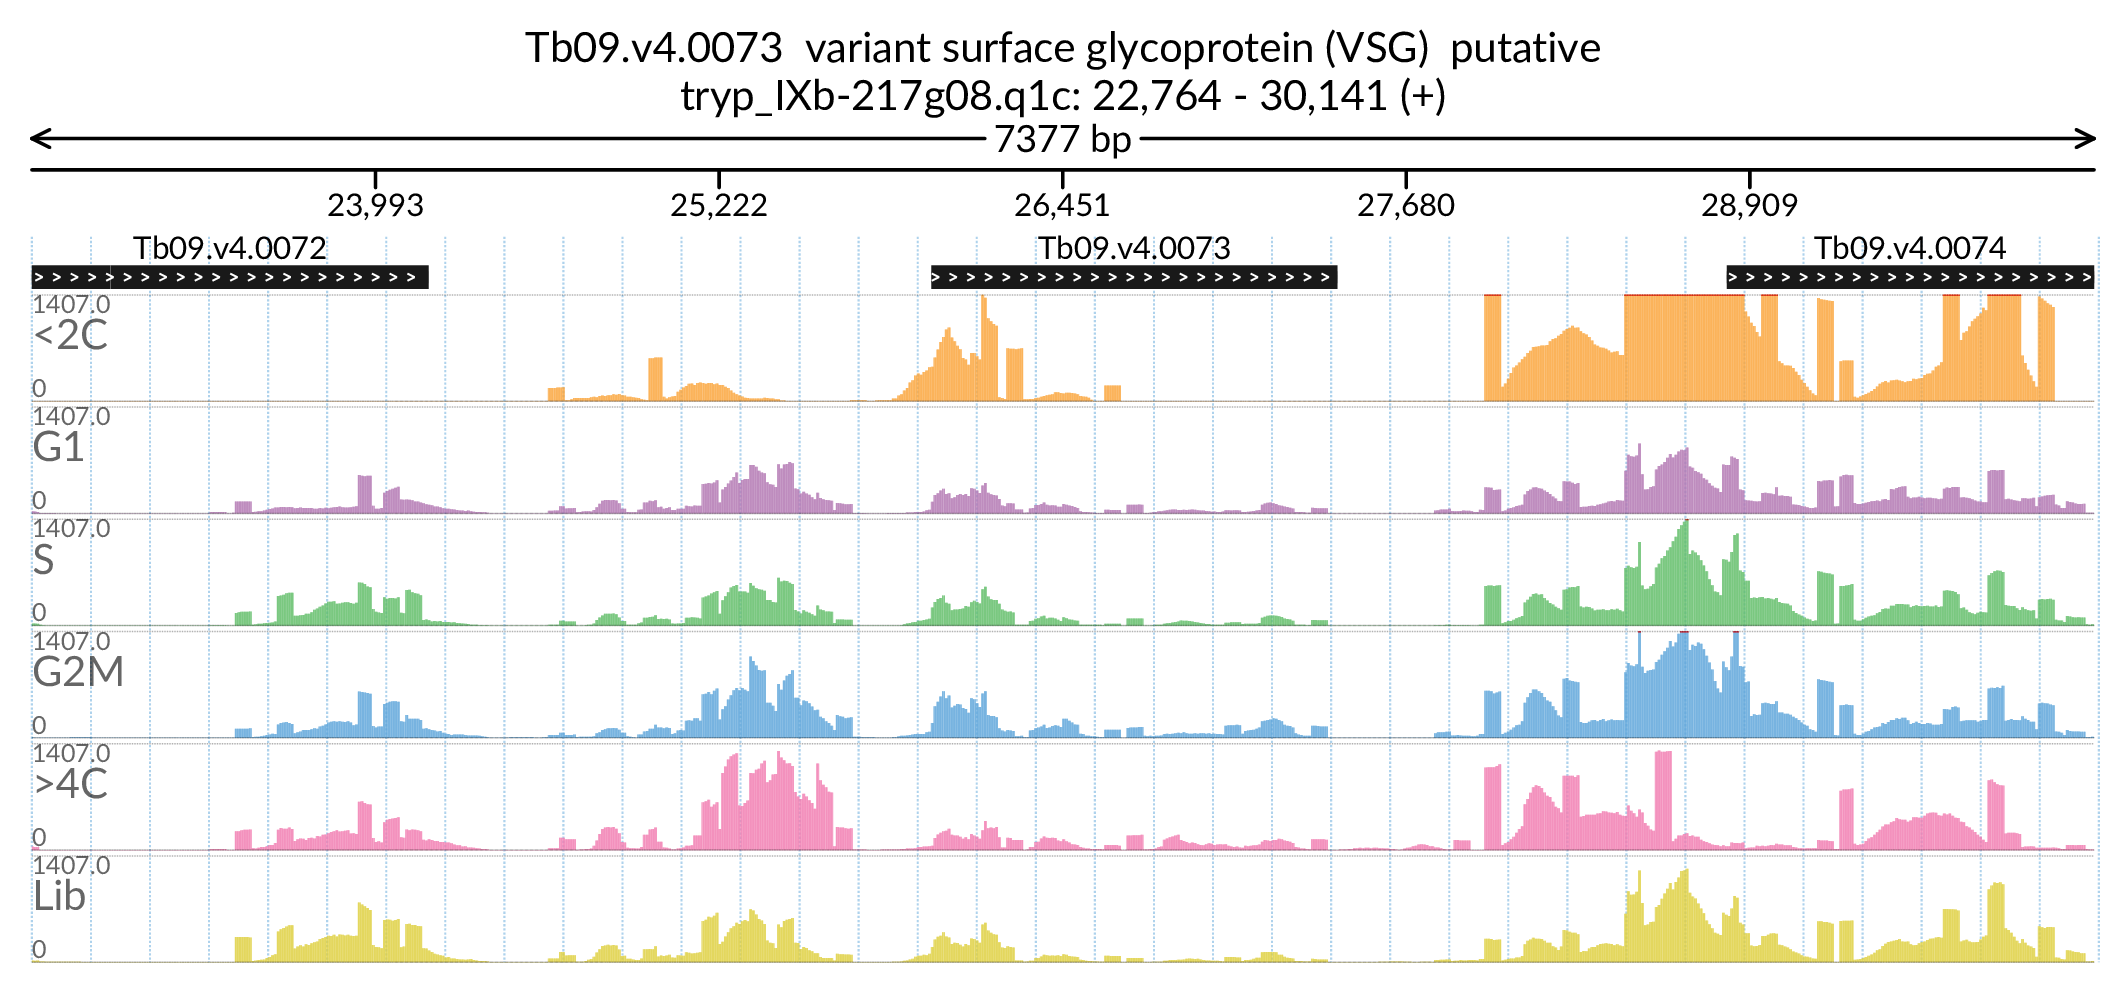 Tb09.v4.0073 variant surface glycoprotein (VSG) putative
tryp_IXb-217g08.q1c: 22,764 - 30,141 (+)
7377 bp
23,993 25,222 26,451 27,680 28,909
Tb09.v4.0072 Tb09.v4.0073 Tb09.v4.0074
1407.0
<2C
0
1407.0
G1
0
1407.0
S
0
1407.0
G2M
0
1407.0
>4C
0
1407.0
Lib
0